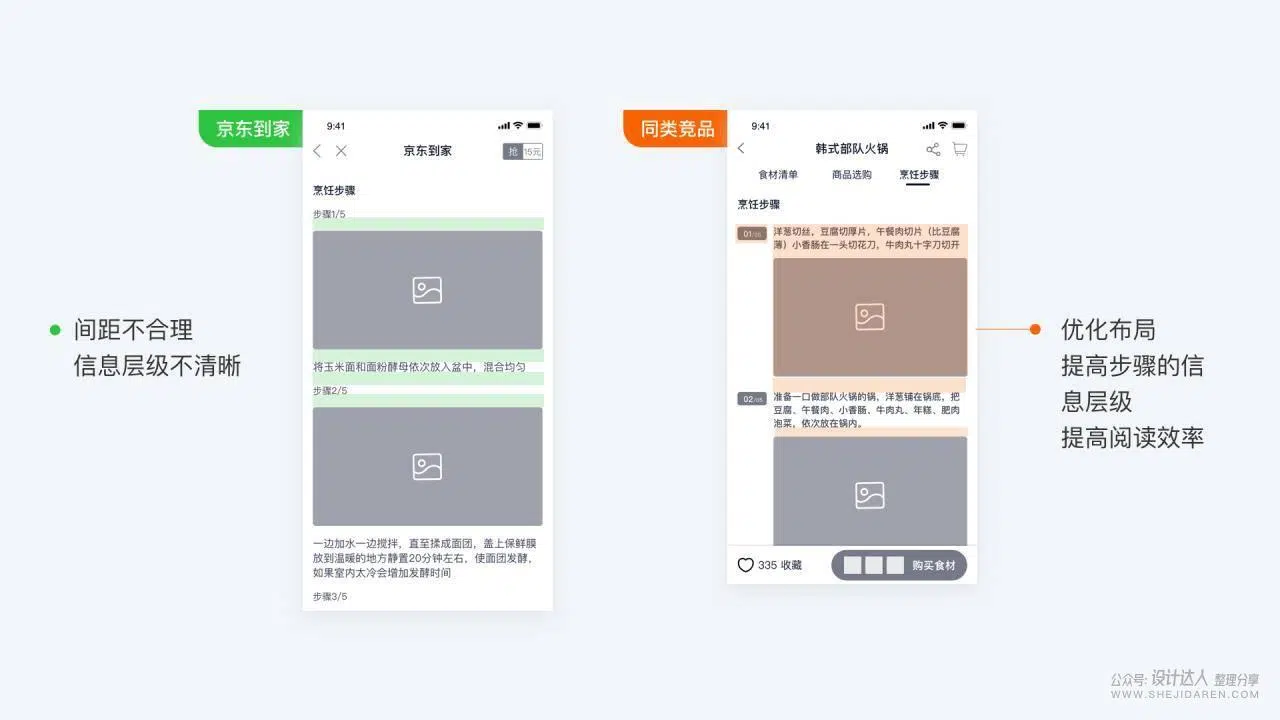 京东到家
9:41
京东到家
抢 15元
烹饪步骤
步骤1/5
将玉米面和面粉酵母依次放入盆中，混合均匀
步骤2/5
一边加水一边搅拌，直至揉成面团，盖上保鲜膜
放到温暖的地方静置20分钟左右，使面团发酵，
如果室内太冷会增加发酵时间
步骤3/5
间距不合理
信息层级不清晰
同类竞品
9:41
韩式部队火锅
食材清单 商品选购 烹饪步骤
烹饪步骤
01/05
洋葱切丝，豆腐切厚片，午餐肉切片（比豆腐
薄）小香肠在一头切花刀，牛肉丸十字刀切开
02/05
准备一口做部队火锅的锅，洋葱铺在锅底，把
豆腐、午餐肉、小香肠、牛肉丸、年糕、肥肉
泡菜，依次放在锅内。
335 收藏
购买食材
优化布局
提高步骤的信
息层级
提高阅读效率
公众号: 设计达人 整理分享
WWW.SHEJIDAREN.COM